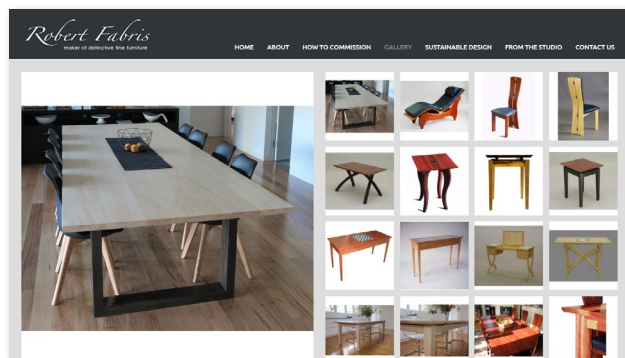 Robert Fabris
maker of distinctive fine furniture
HOME ABOUT HOW TO COMMISSION GALLERY SUSTAINABLE DESIGN FROM THE STUDIO CONTACT US